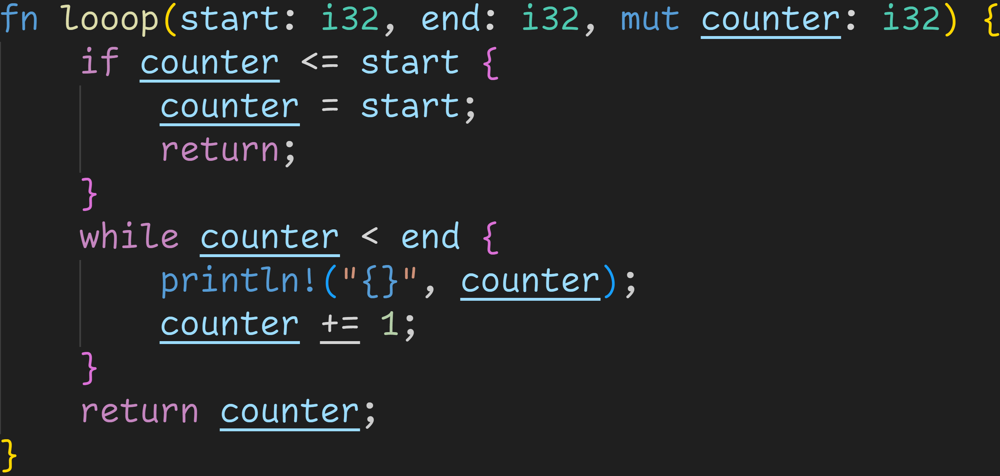 fn looop(start: i32, end: i32, mut counter: i32) {
    if counter <= start {
        counter = start;
        return;
    }
    while counter < end {
        println!("{}", counter);
        counter += 1;
    }
    return counter;
}